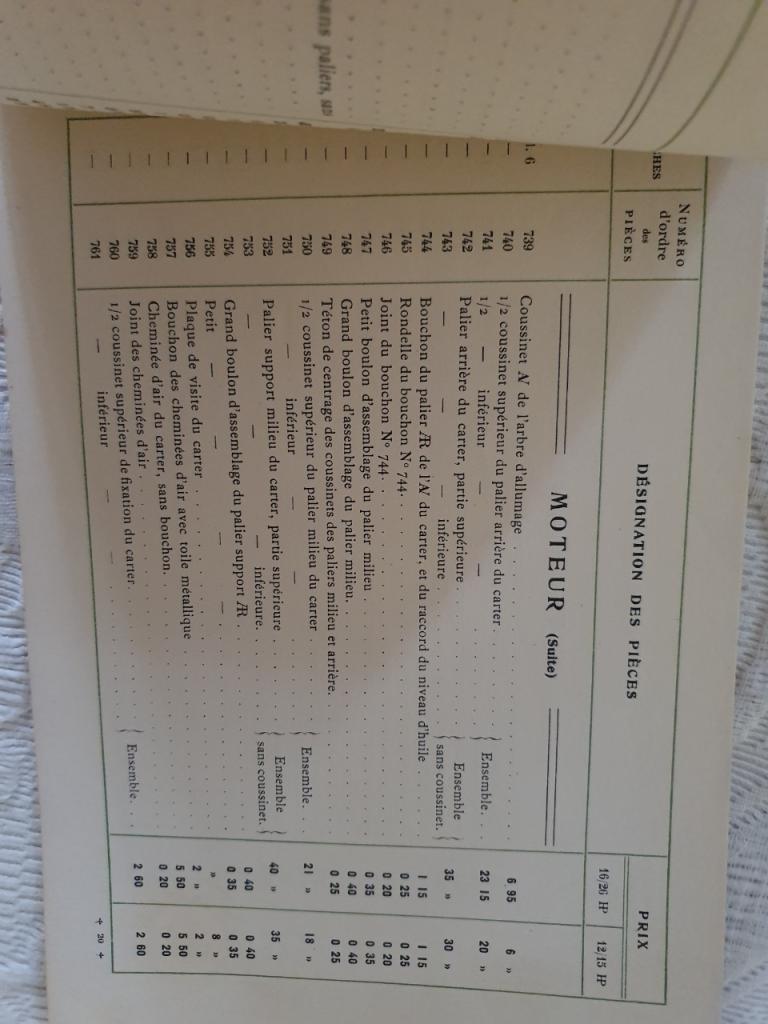 sans paliers,
HES
NUMÉRO d'ordre des PIÈCES
DÉSIGNATION DES PIÈCES
PRIX
16/26 HP
12/15 HP
MOTEUR (Suite)
l. 6 739 Coussinet AV de l'arbre d'allumage . . . . . . 6 95 6 »
— 740 1/2 coussinet supérieur du palier arrière du carter . . . } Ensemble. . . 23 15 20 »
— 741 1/2 — inférieur — —
— 742 Palier arrière du carter, partie supérieure . . . . } Ensemble sans coussinet. { 35 » 30 »
— 743 — — — inférieure . . . .
— 744 Bouchon du palier AR de l'AV du carter, et du raccord du niveau d'huile . . . . 1 15 1 15
— 745 Rondelle du bouchon N° 744. . . . . . 0 25 0 25
— 746 Joint du bouchon N° 744. . . . . . 0 20 0 20
— 747 Petit boulon d'assemblage du palier milieu . . . . . 0 35 0 35
— 748 Grand boulon d'assemblage du palier milieu. . . . . . 0 40 0 40
— 749 Téton de centrage des coussinets des paliers milieu et arrière. . . . . 0 25 0 25
— 750 1/2 coussinet supérieur du palier milieu du carter . . . } Ensemble. . . 21 » 18 »
— 751 — inférieur — —
— 752 Palier support milieu du carter, partie supérieure . . . } Ensemble sans coussinet. { 40 » 35 »
— 753 — — — inférieure. . . .
— 754 Grand boulon d'assemblage du palier support AR . . . . . 0 40 0 40
— 755 Petit — — — — . . . . 0 35 0 35
— 756 Plaque de visite du carter . . . . . . » 8 »
— 757 Bouchon des cheminées d'air avec toile métallique . . . . 2 » 2 »
— 758 Cheminée d'air du carter, sans bouchon. . . . . 5 50 5 50
— 759 Joint des cheminées d'air . . . . . . 0 20 0 20
— 760 1/2 coussinet supérieur de fixation du carter. . . . } Ensemble. . . 2 60 2 60
— 761 — inférieur — — . . . .
+ 20 +